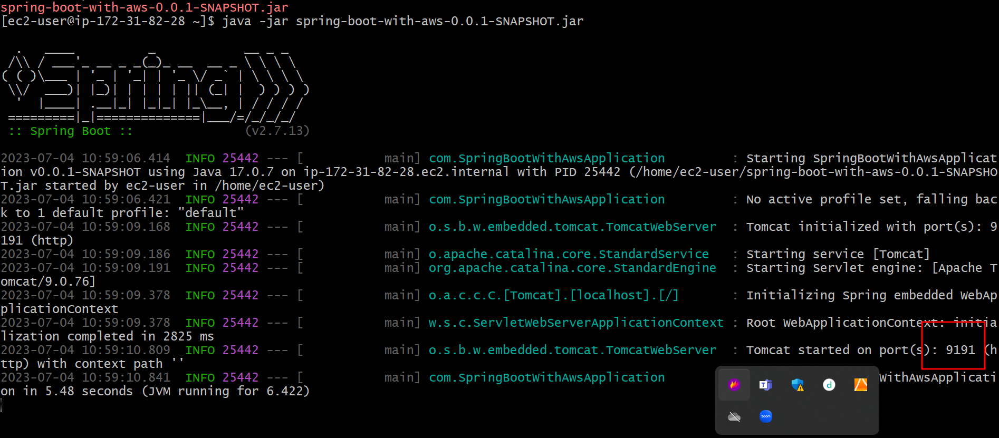 spring-boot-with-aws-0.0.1-SNAPSHOT.jar
[ec2-user@ip-172-31-82-28 ~]$ java -jar spring-boot-with-aws-0.0.1-SNAPSHOT.jar
  .   ____          _            __ _ _
 /\\ / ___'_ __ _ _(_)_ __  __ _ \ \ \ \
( ( )\___ | '_ | '_| | '_ \/ _` | \ \ \ \
 \\/  ___)| |_)| | | | | || (_| |  ) ) ) )
  '  |____| .__|_| |_|_| |_\__, | / / / /
 =========|_|==============|___/=/_/_/_/
 :: Spring Boot ::                (v2.7.13)
2023-07-04 10:59:06.414  INFO 25442 --- [           main] com.SpringBootWithAwsApplication         : Starting SpringBootWithAwsApplicat
ion v0.0.1-SNAPSHOT using Java 17.0.7 on ip-172-31-82-28.ec2.internal with PID 25442 (/home/ec2-user/spring-boot-with-aws-0.0.1-SNAPSHO
T.jar started by ec2-user in /home/ec2-user)
2023-07-04 10:59:06.421  INFO 25442 --- [           main] com.SpringBootWithAwsApplication         : No active profile set, falling bac
k to 1 default profile: "default"
2023-07-04 10:59:09.168  INFO 25442 --- [           main] o.s.b.w.embedded.tomcat.TomcatWebServer  : Tomcat initialized with port(s): 9
191 (http)
2023-07-04 10:59:09.186  INFO 25442 --- [           main] o.apache.catalina.core.StandardService   : Starting service [Tomcat]
2023-07-04 10:59:09.191  INFO 25442 --- [           main] org.apache.catalina.core.StandardEngine  : Starting Servlet engine: [Apache T
omcat/9.0.76]
2023-07-04 10:59:09.378  INFO 25442 --- [           main] o.a.c.c.C.[Tomcat].[localhost].[/]       : Initializing Spring embedded WebAp
plicationContext
2023-07-04 10:59:09.378  INFO 25442 --- [           main] w.s.c.ServletWebServerApplicationContext : Root WebApplicationContext: initia
lization completed in 2825 ms
2023-07-04 10:59:10.809  INFO 25442 --- [           main] o.s.b.w.embedded.tomcat.TomcatWebServer  : Tomcat started on port(s): 9191 (h
ttp) with context path ''
2023-07-04 10:59:10.841  INFO 25442 --- [           main] com.SpringBootWithAwsApplication WithAwsApplicati
on in 5.48 seconds (JVM running for 6.422)
T d
zoom